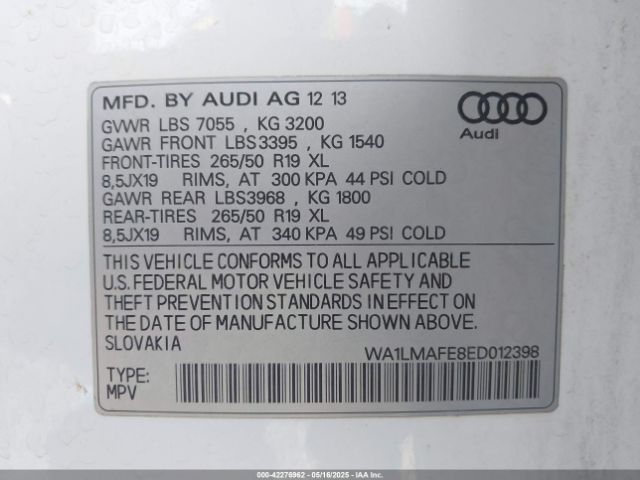 MFD. BY AUDI AG 12 13
GVWR LBS 7055 , KG 3200
GAWR FRONT LBS3395 , KG 1540
FRONT-TIRES 265/50 R19 XL
8,5JX19 RIMS, AT 300 KPA 44 PSI COLD
GAWR REAR LBS3968 , KG 1800
REAR-TIRES 265/50 R19 XL
8,5JX19 RIMS, AT 340 KPA 49 PSI COLD
Audi
THIS VEHICLE CONFORMS TO ALL APPLICABLE
U.S. FEDERAL MOTOR VEHICLE SAFETY AND
THEFT PREVENTION STANDARDS IN EFFECT ON
THE DATE OF MANUFACTURE SHOWN ABOVE.
SLOVAKIA
WA1LMAFE8ED012398
TYPE:
MPV
000-42276962 - 05/16/2025 - IAAI.COM